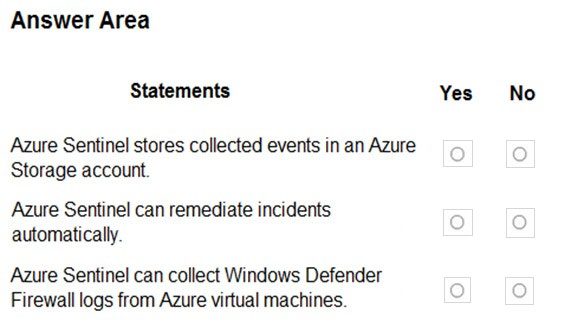 Answer Area
Statements Yes No
Azure Sentinel stores collected events in an Azure
Storage account.
Azure Sentinel can remediate incidents
automatically.
Azure Sentinel can collect Windows Defender
Firewall logs from Azure virtual machines.